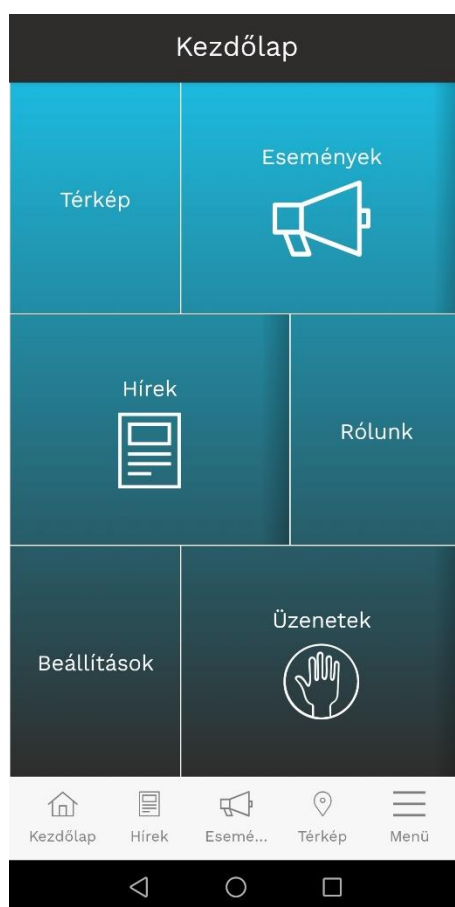 Kezdőlap
Térkép
Események
Hírek
Rólunk
Beállítások
Üzenetek
Kezdőlap
Hírek
Esemé...
Térkép
Menü